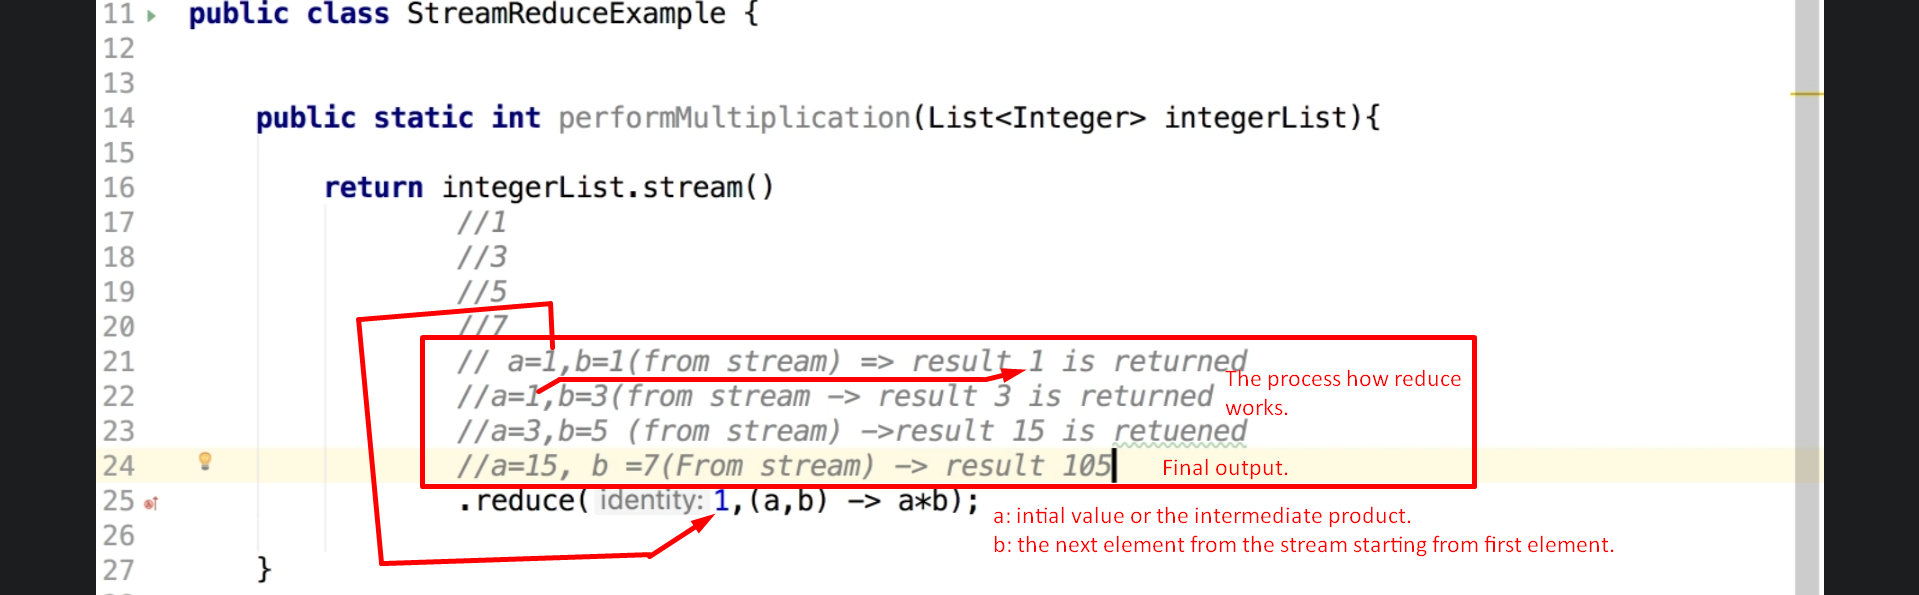 11 public class StreamReduceExample {
12
13
14 public static int performMultiplication(List<Integer> integerList){
15
16 return integerList.stream()
17 //1
18 //3
19 //5
20 //7
21 // a=1,b=1(from stream) => result 1 is returned
22 //a=1,b=3(from stream -> result 3 is returned
The process how reduce
works.
23 //a=3,b=5 (from stream) ->result 15 is retuened
24 //a=15, b =7(From stream) -> result 105 Final output.
25 .reduce( identity: 1,(a,b) -> a*b);
a: intial value or the intermediate product.
26
b: the next element from the stream starting from first element.
27 }